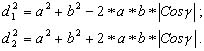 d₁² = a² + b² − 2*a*b*|Cosγ|;
d₂² = a² + b² + 2*a*b*|Cosγ|.